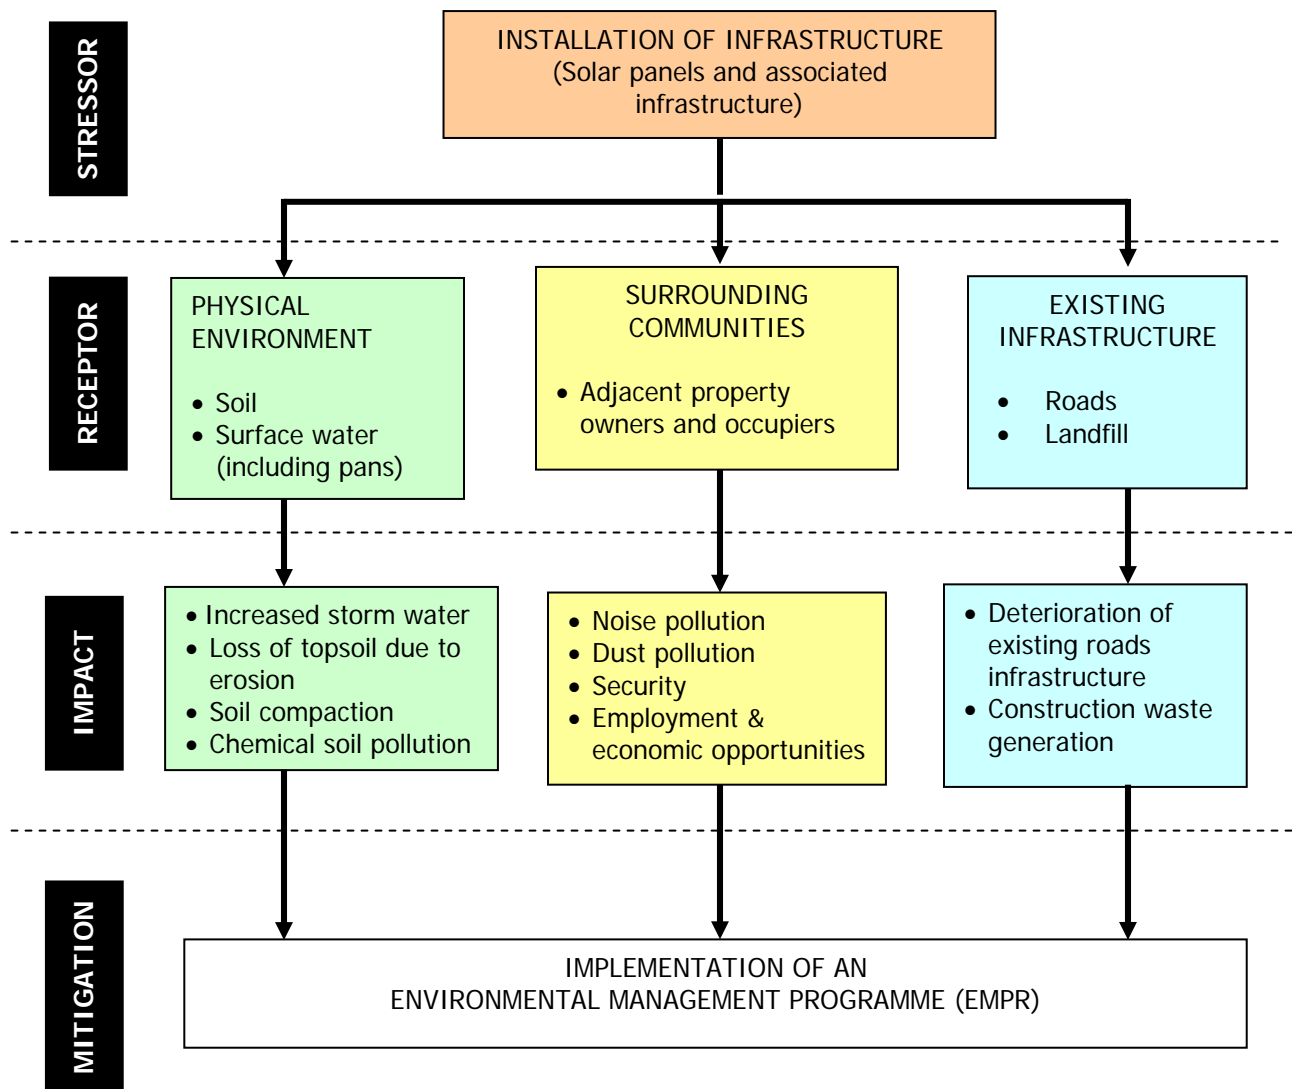 STRESSOR
INSTALLATION OF INFRASTRUCTURE
(Solar panels and associated
infrastructure)
RECEPTOR
PHYSICAL
ENVIRONMENT
• Soil
• Surface water
(including pans)
SURROUNDING
COMMUNITIES
• Adjacent property
owners and occupiers
EXISTING
INFRASTRUCTURE
• Roads
• Landfill
IMPACT
• Increased storm water
• Loss of topsoil due to
erosion
• Soil compaction
• Chemical soil pollution
• Noise pollution
• Dust pollution
• Security
• Employment &
economic opportunities
• Deterioration of
existing roads
infrastructure
• Construction waste
generation
MITIGATION
IMPLEMENTATION OF AN
ENVIRONMENTAL MANAGEMENT PROGRAMME (EMPR)